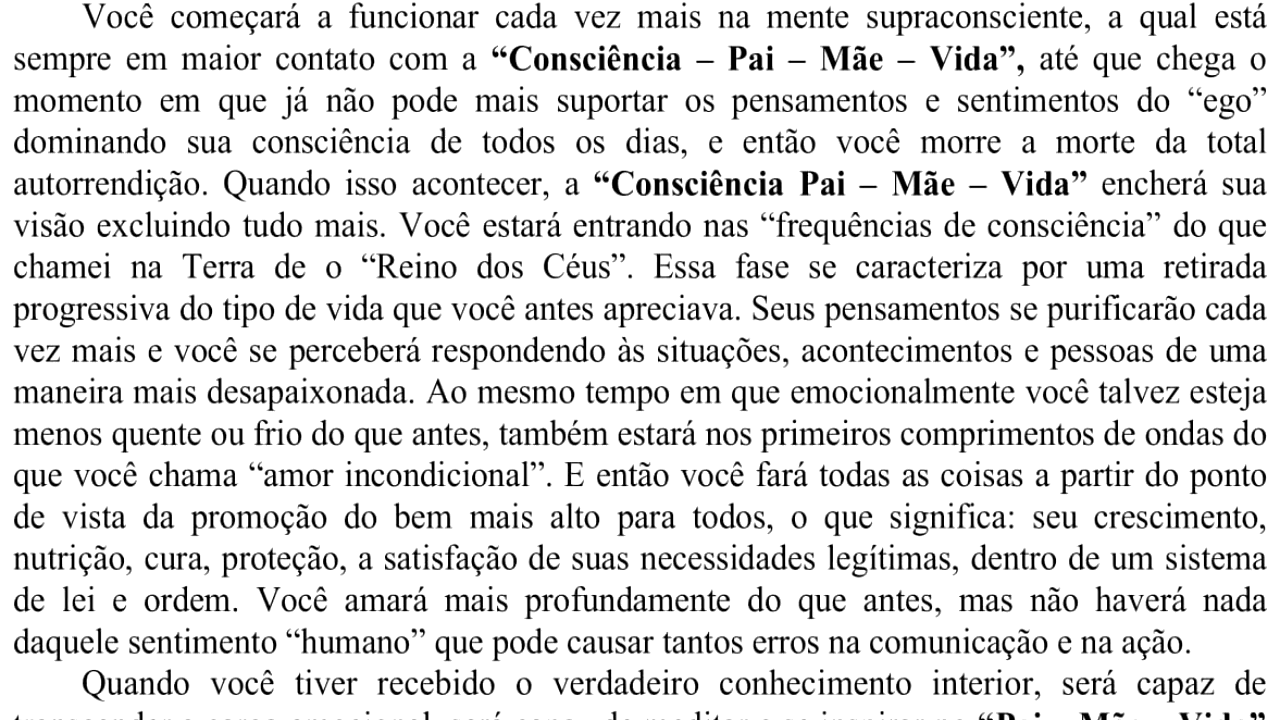 Você começará a funcionar cada vez mais na mente supraconsciente, a qual está
sempre em maior contato com a “Consciência – Pai – Mãe – Vida”, até que chega o
momento em que já não pode mais suportar os pensamentos e sentimentos do “ego”
dominando sua consciência de todos os dias, e então você morre a morte da total
autorrendição. Quando isso acontecer, a “Consciência Pai – Mãe – Vida” encherá sua
visão excluindo tudo mais. Você estará entrando nas “frequências de consciência” do que
chamei na Terra de o “Reino dos Céus”. Essa fase se caracteriza por uma retirada
progressiva do tipo de vida que você antes apreciava. Seus pensamentos se purificarão cada
vez mais e você se perceberá respondendo às situações, acontecimentos e pessoas de uma
maneira mais desapaixonada. Ao mesmo tempo em que emocionalmente você talvez esteja
menos quente ou frio do que antes, também estará nos primeiros comprimentos de ondas do
que você chama “amor incondicional”. E então você fará todas as coisas a partir do ponto
de vista da promoção do bem mais alto para todos, o que significa: seu crescimento,
nutrição, cura, proteção, a satisfação de suas necessidades legítimas, dentro de um sistema
de lei e ordem. Você amará mais profundamente do que antes, mas não haverá nada
daquele sentimento “humano” que pode causar tantos erros na comunicação e na ação.
Quando você tiver recebido o verdadeiro conhecimento interior, será capaz de